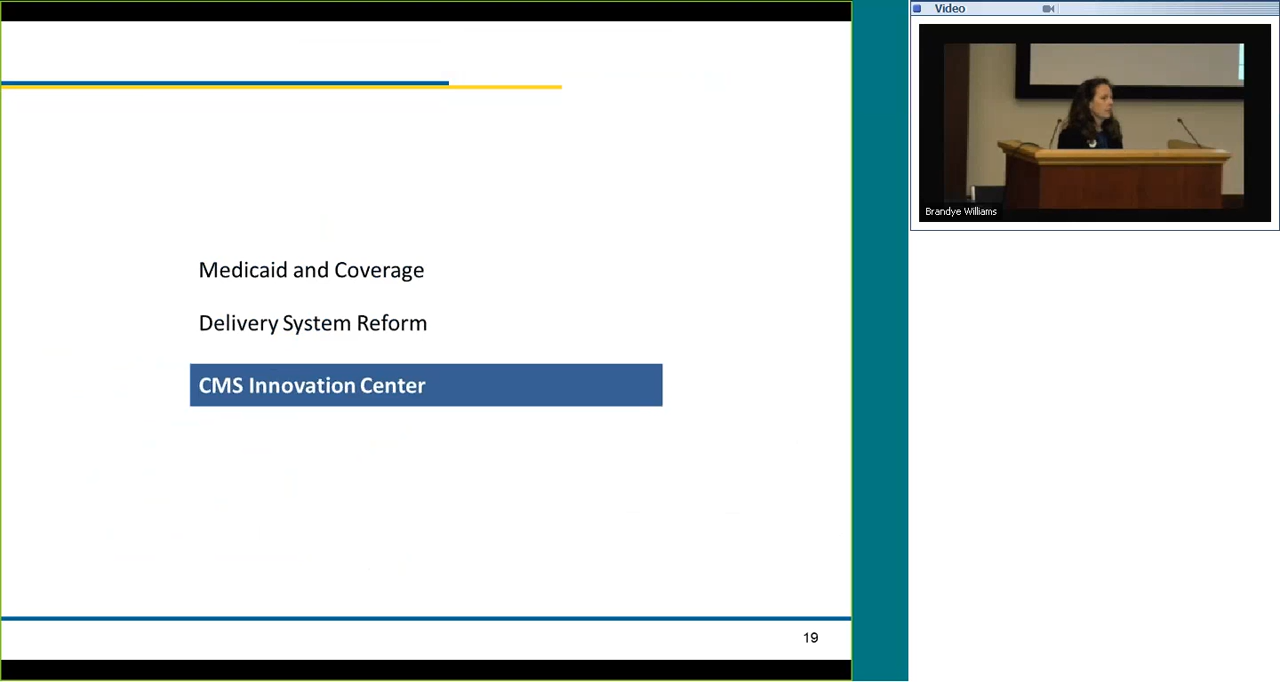 Medicaid and Coverage
Delivery System Reform
CMS Innovation Center
19
Video
Brandye Williams